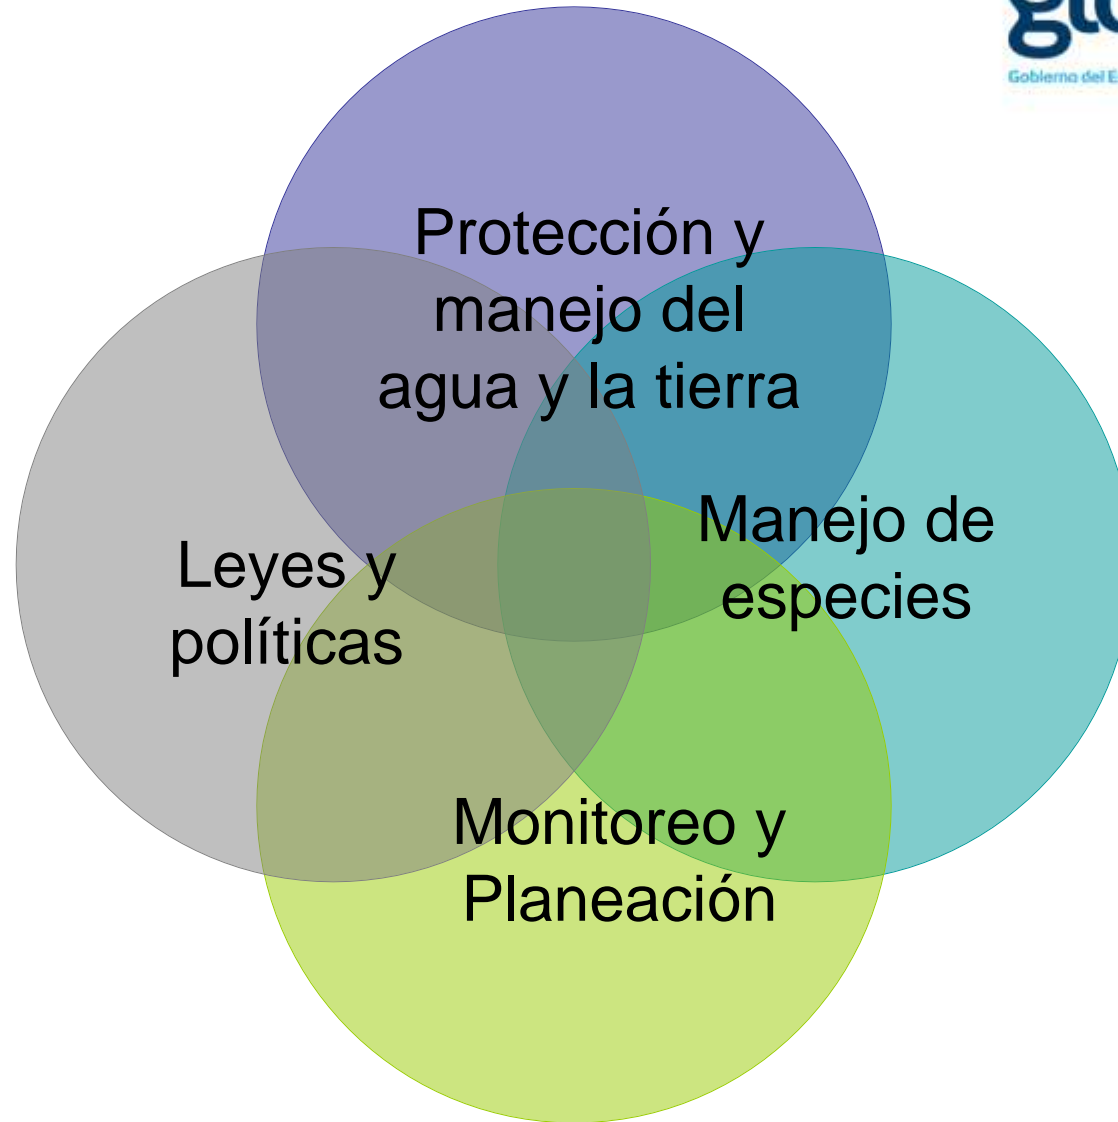 Gobierno del E
Protección y
manejo del
agua y la tierra
Manejo de
especies
Leyes y
políticas
Monitoreo y
Planeación